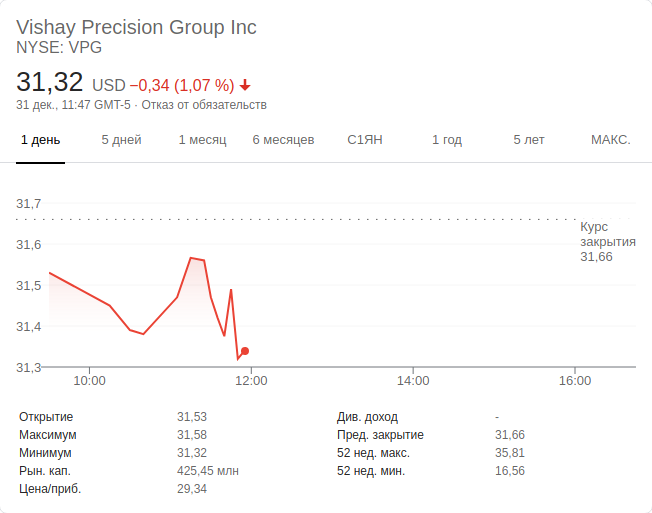 Vishay Precision Group Inc
NYSE: VPG
31,32 USD −0,34 (1,07 %)
31 дек., 11:47 GMT-5 · Отказ от обязательств
1 день 5 дней 1 месяц 6 месяцев С1ЯН 1 год 5 лет МАКС.
31,7
Курс
закрытия
31,66
31,6
31,5
31,4
31,3
10:00 12:00 14:00 16:00
Открытие 31,53 Див. доход -
Максимум 31,58 Пред. закрытие 31,66
Минимум 31,32 52 нед. макс. 35,81
Рын. кап. 425,45 млн 52 нед. мин. 16,56
Цена/приб. 29,34